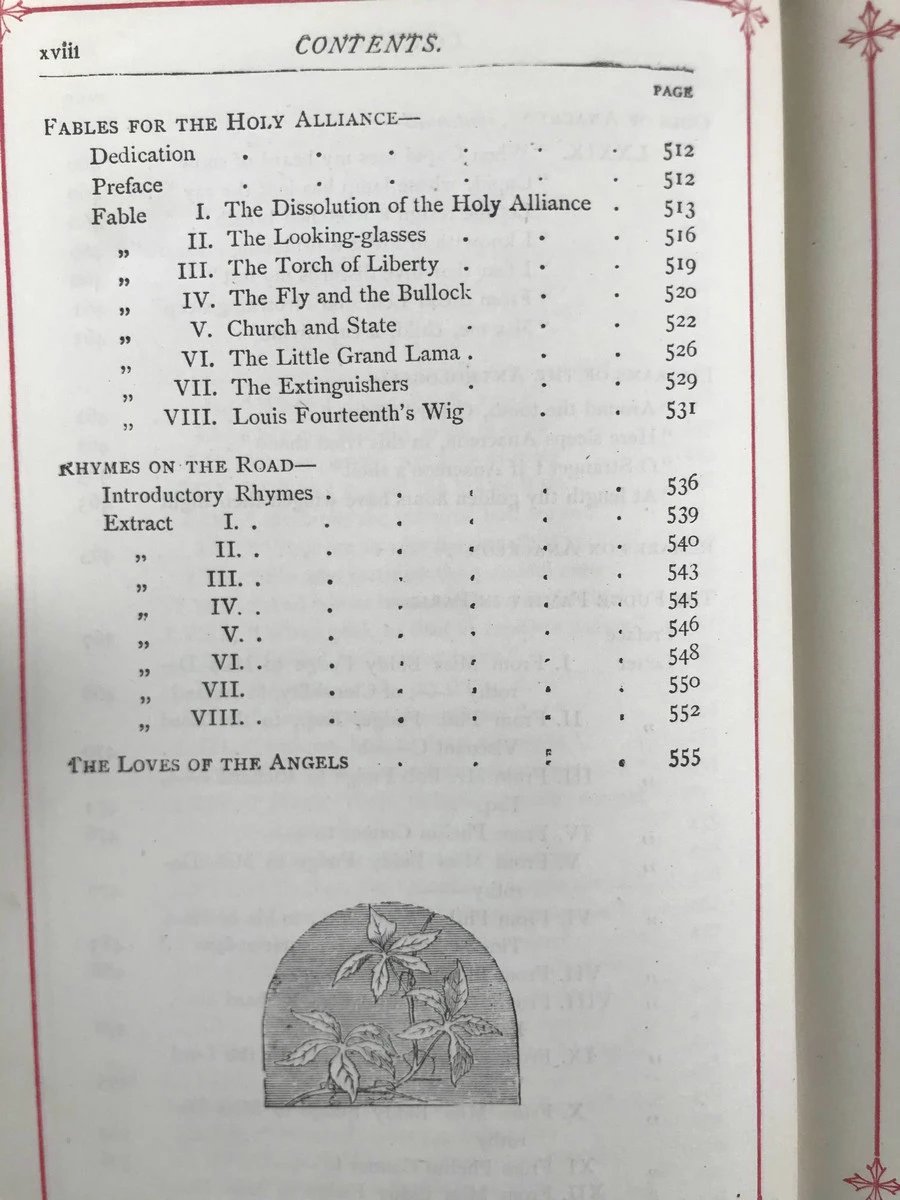 xviii CONTENTS.
PAGE
FABLES FOR THE HOLY ALLIANCE—
Dedication . . . . . . 512
Preface . . . . . . 512
Fable I. The Dissolution of the Holy Alliance . 513
„ II. The Looking-glasses . . . 516
„ III. The Torch of Liberty . . . 519
„ IV. The Fly and the Bullock . . 520
„ V. Church and State . . . 522
„ VI. The Little Grand Lama . . . 526
„ VII. The Extinguishers . . . 529
„ VIII. Louis Fourteenth's Wig . . 531
RHYMES ON THE ROAD—
Introductory Rhymes . . . . . 536
Extract I. . . . . . . 539
„ II. . . . . . . 540
„ III. . . . . . . 543
„ IV. . . . . . . 545
„ V. . . . . . . 546
„ VI. . . . . . . 548
„ VII. . . . . . 550
„ VIII. . . . . . . 552
THE LOVES OF THE ANGELS . . . . 555